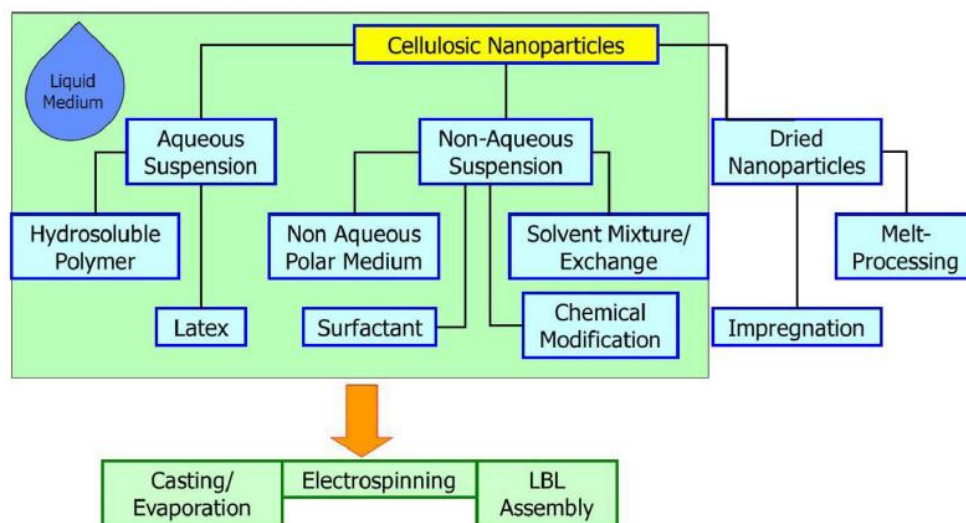 Cellulosic Nanoparticles
Liquid
Medium
Aqueous
Suspension
Non-Aqueous
Suspension
Dried
Nanoparticles
Hydrosoluble
Polymer
Non Aqueous
Polar Medium
Solvent Mixture/
Exchange
Melt-
Processing
Latex
Surfactant
Chemical
Modification
Impregnation
Casting/
Evaporation
Electrospinning
LBL
Assembly